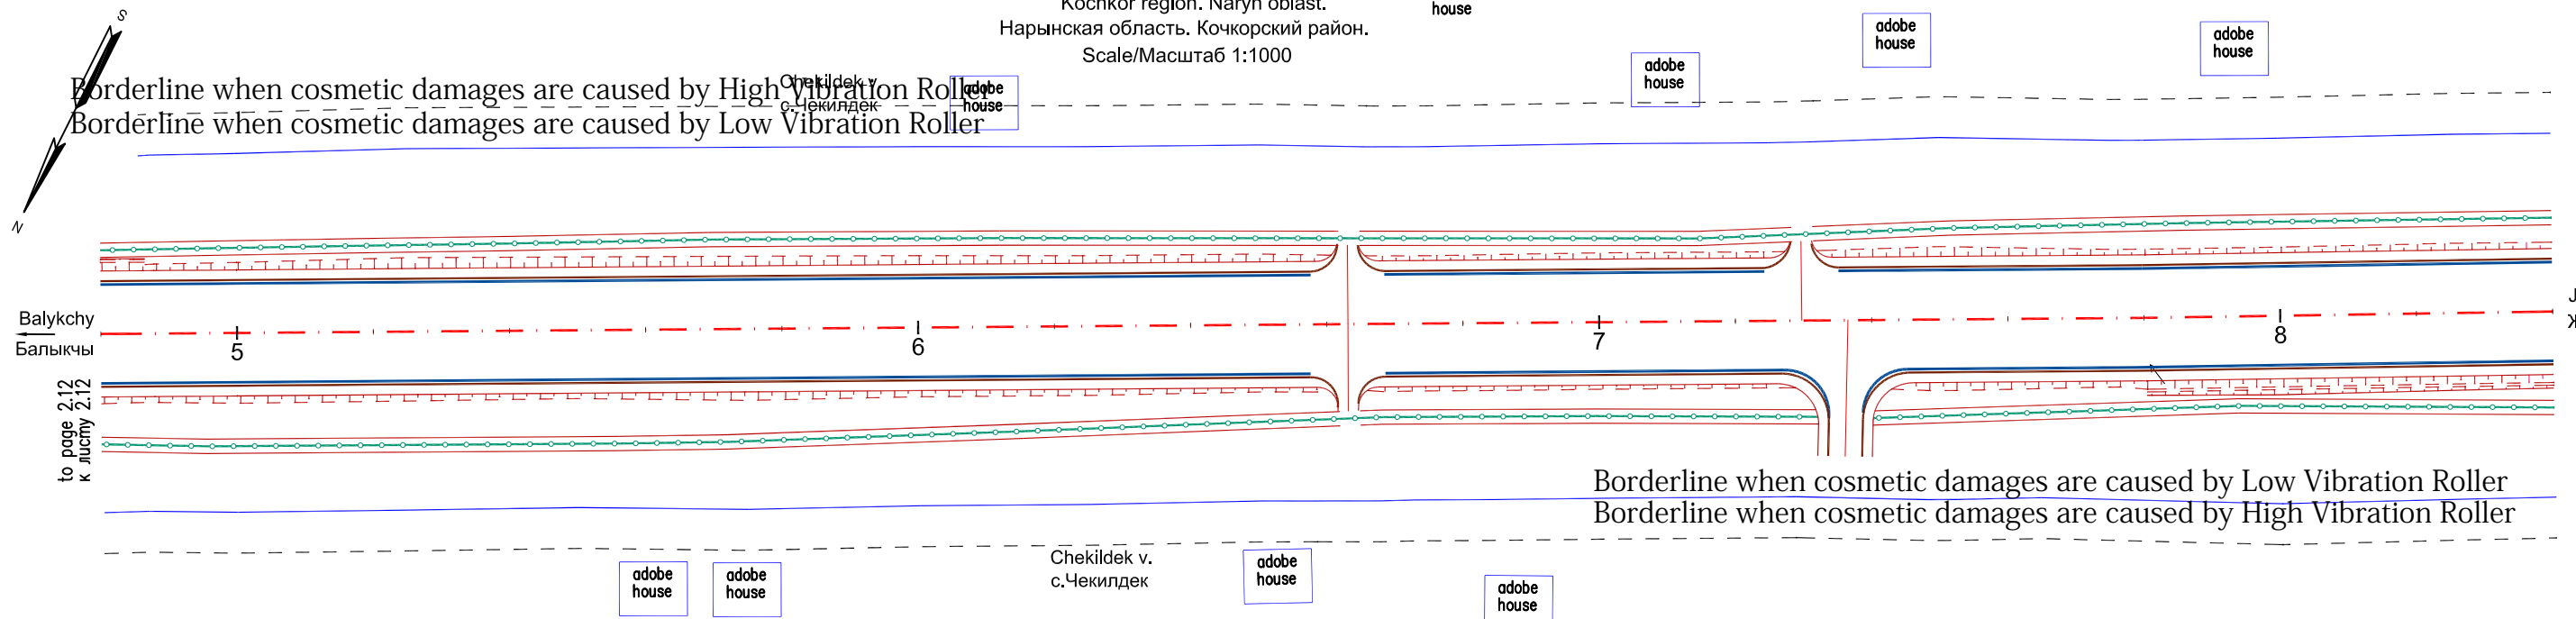 S
N
Kochkor region. Naryn oblast.
Нарынская область. Кочкорский район.
Scale/Масштаб 1:1000
house
adobe
house
adobe
house
adobe
house
Chekildek v.
с.Чекилдек
adobe
house
Borderline when cosmetic damages are caused by High Vibration Roller
Borderline when cosmetic damages are caused by Low Vibration Roller
Balykchy
Балыкчы
5
6
7
8
J
Ж
to page 2.12
к листу 2.12
Borderline when cosmetic damages are caused by Low Vibration Roller
Borderline when cosmetic damages are caused by High Vibration Roller
Chekildek v.
с.Чекилдек
adobe
house
adobe
house
adobe
house
adobe
house